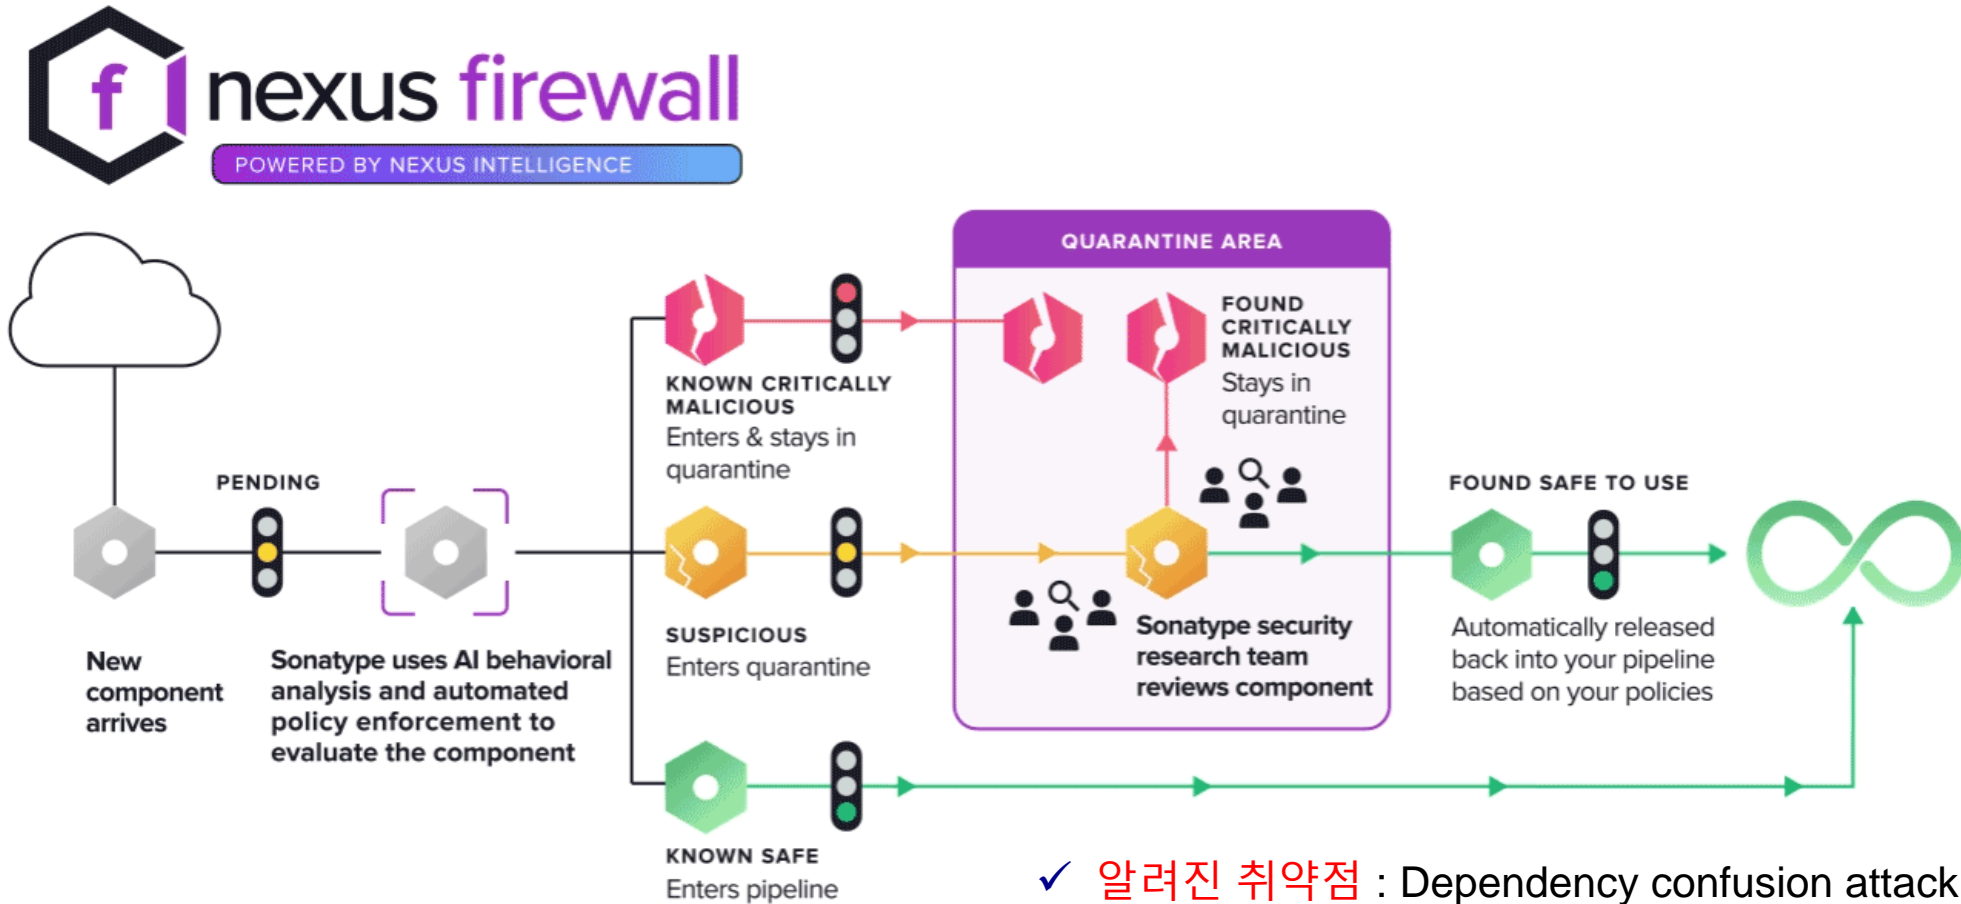 f nexus firewall
POWERED BY NEXUS INTELLIGENCE
QUARANTINE AREA
FOUND
CRITICALLY
MALICIOUS
Stays in
quarantine
KNOWN CRITICALLY
MALICIOUS
Enters & stays in
quarantine
PENDING
FOUND SAFE TO USE
New
component
arrives
Sonatype uses AI behavioral
analysis and automated
policy enforcement to
evaluate the component
SUSPICIOUS
Enters quarantine
Sonatype security
research team
reviews component
Automatically released
back into your pipeline
based on your policies
KNOWN SAFE
Enters pipeline
✓ 알려진 취약점 : Dependency confusion attack